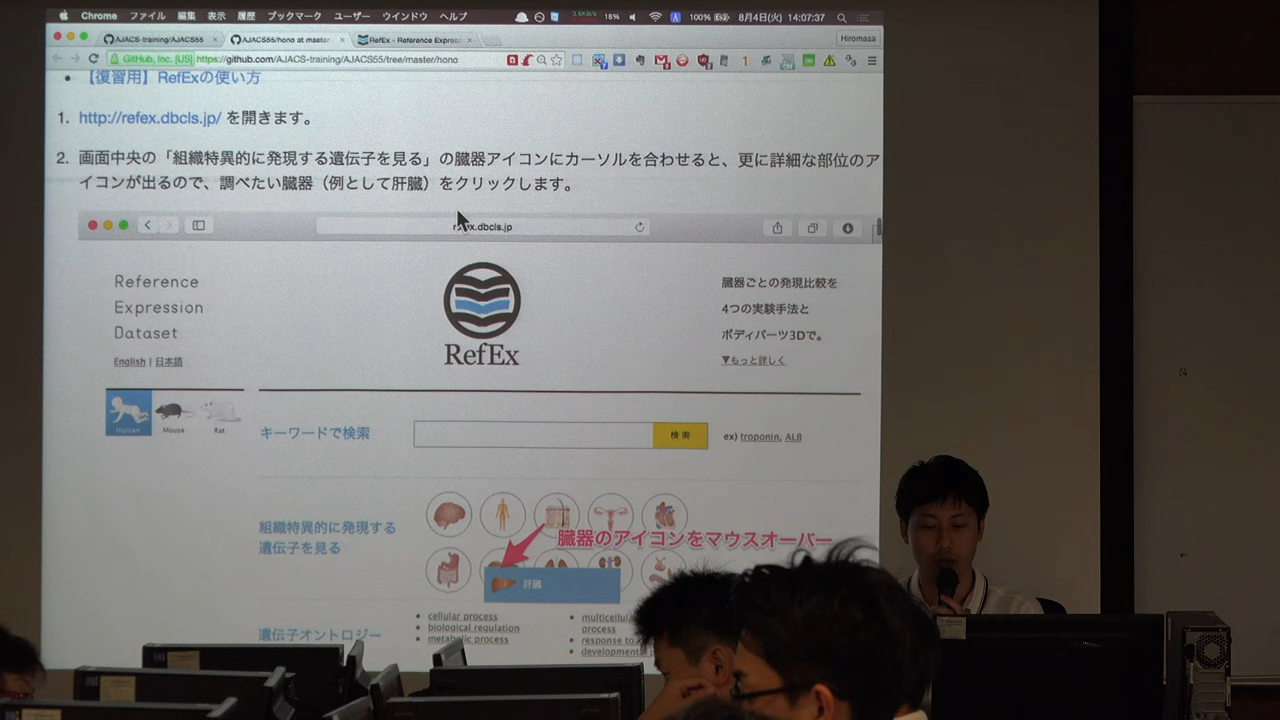 Chrome ファイル 編集 表示 履歴 ブックマーク ユーザー ウインドウ ヘルプ 18% 100% 8月4日(火) 14:07:37
AJACS-training/AJACS55 AJACS55/hono at master RefEx - Reference Express Hiromasa
GitHub, Inc. [US] https://github.com/AJACS-training/AJACS55/tree/master/hono
【復習用】RefExの使い方
1. http://refex.dbcls.jp/ を開きます。
2. 画面中央の「組織特異的に発現する遺伝子を見る」の臓器アイコンにカーソルを合わせると、更に詳細な部位のア
イコンが出るので、調べたい臓器（例として肝臓）をクリックします。
refex.dbcls.jp
Reference
Expression
Dataset
English | 日本語
RefEx
臓器ごとの発現比較を
4つの実験手法と
ボディパーツ3Dで。
▼もっと詳しく
Human Mouse Rat
キーワードで検索
検索
ex) troponin, ALB
組織特異的に発現する
遺伝子を見る
臓器のアイコンをマウスオーバー
肝臓
遺伝子オントロジー
cellular process
biological regulation
metabolic process
multicellul
process
response to
developmental p